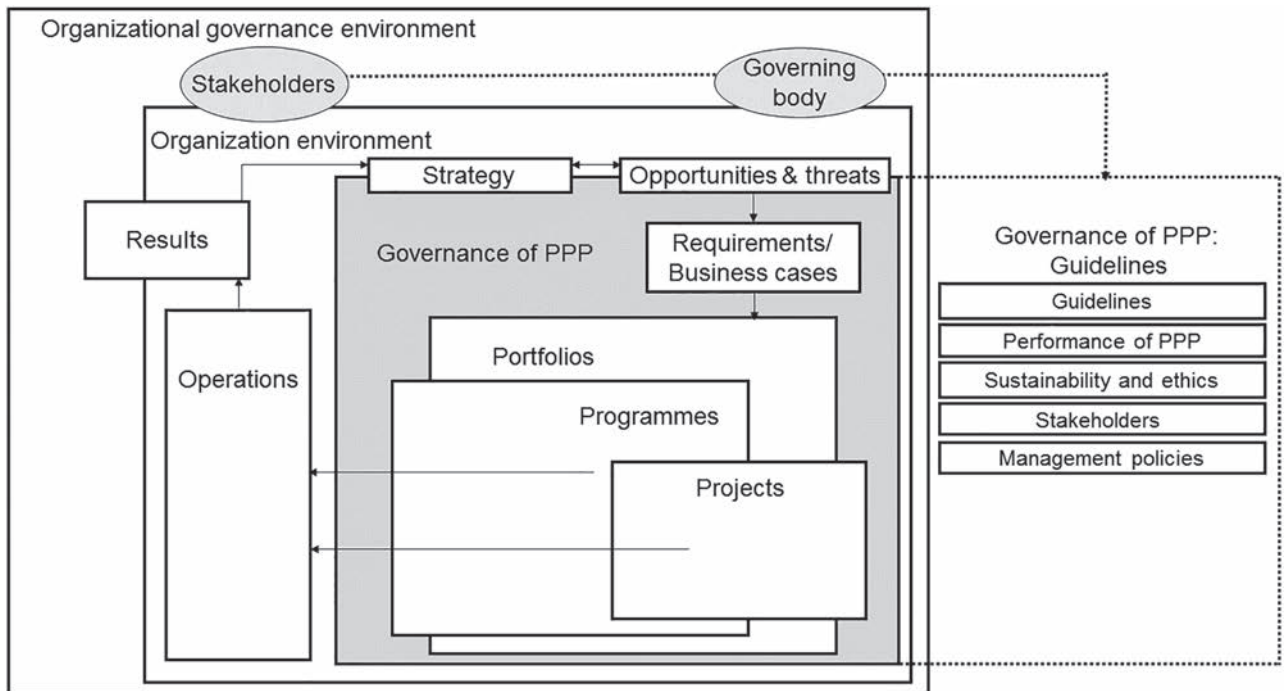 Organizational governance environment
Stakeholders
Governing
body
Organization environment
Strategy
Opportunities & threats
Results
Governance of PPP
Requirements/
Business cases
Governance of PPP:
Guidelines
Guidelines
Performance of PPP
Sustainability and ethics
Stakeholders
Management policies
Operations
Portfolios
Programmes
Projects